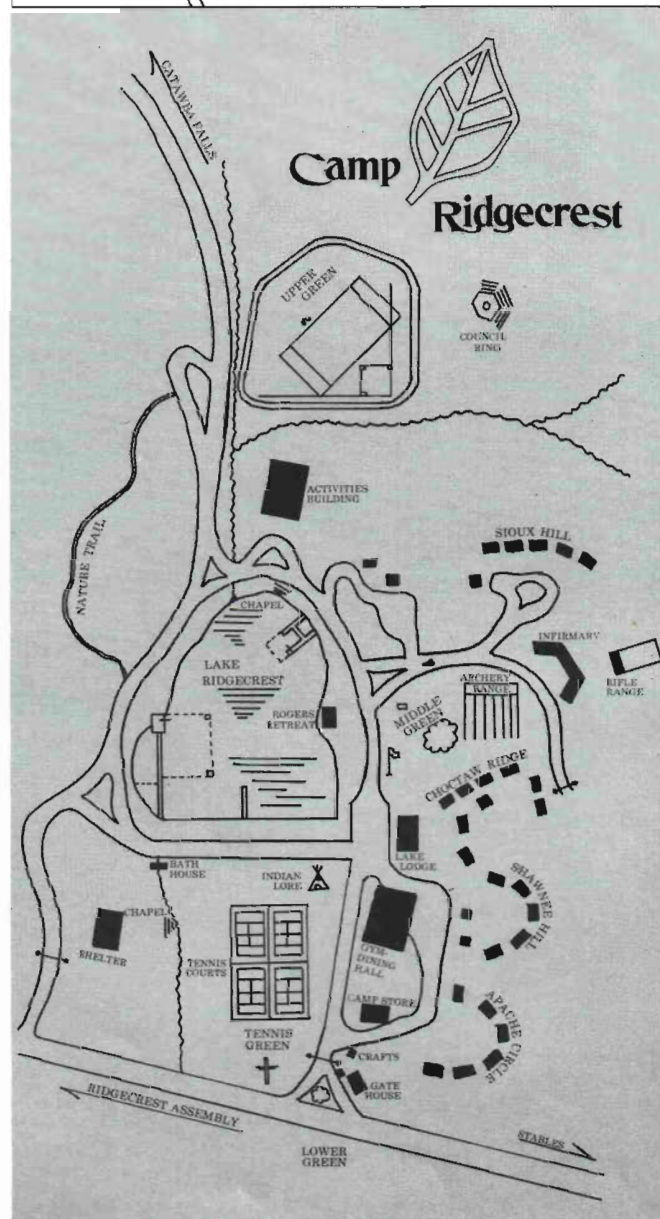 CATAWBA FALLS
Camp
Ridgecrest
UPPER
GREEN
COUNCIL
RING
ACTIVITIES
BUILDING
NATURE TRAIL
SIOUX HILL
CHAPEL
INFIRMARY
LAKE
RIDGECREST
RIFLE
RANGE
ARCHERY
RANGE
ROGERS
RETREAT
MIDDLE
GREEN
CHOCTAW RIDGE
LAKE
LODGE
BATH
HOUSE
INDIAN
LORE
SHAWNEE HILL
CHAPEL
SHELTER
TENNIS
COURTS
GYM-
DINING
HALL
CAMP STORE
APACHE CIRCLE
TENNIS
GREEN
CRAFTS
GATE
HOUSE
RIDGECREST ASSEMBLY
STABLES
LOWER
GREEN